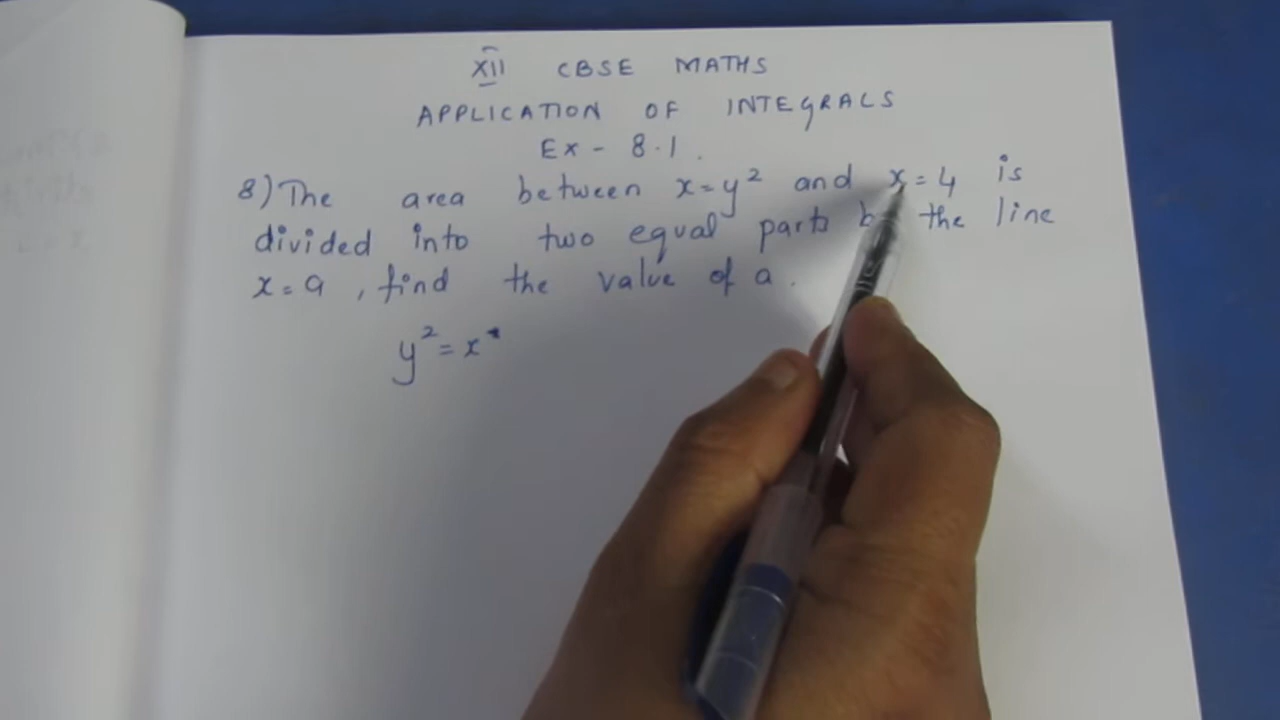 XII CBSE MATHS
APPLICATION OF INTEGRALS
Ex - 8.1.
8) The area between x=y² and x=4 is
divided into two equal parts the line
x=a, find the value of a.
y²=x